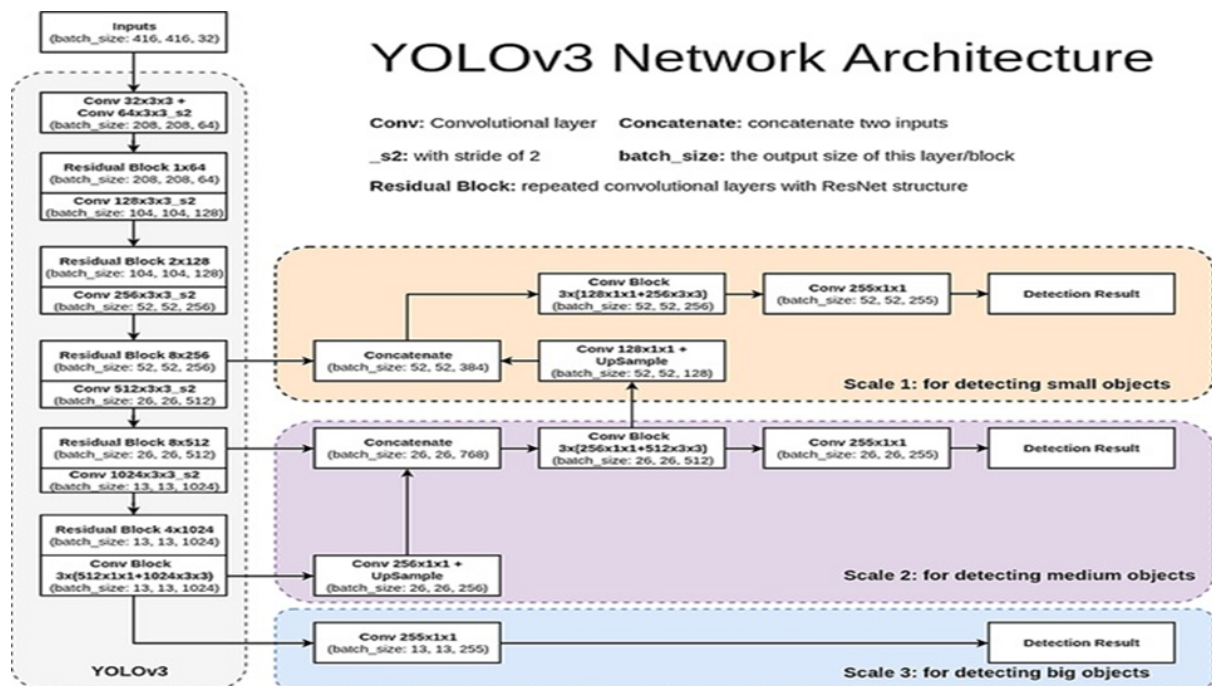 YOLOv3 Network Architecture
Conv: Convolutional layer Concatenate: concatenate two inputs
_s2: with stride of 2 batch_size: the output size of this layer/block
Residual Block: repeated convolutional layers with ResNet structure
Inputs
(batch_size: 416, 416, 32)
Conv 32x3x3 +
Conv 64x3x3_s2
(batch_size: 208, 208, 64)
Residual Block 1x64
(batch_size: 208, 208, 64)
Conv 128x3x3_s2
(batch_size: 104, 104, 128)
Residual Block 2x128
(batch_size: 104, 104, 128)
Conv 256x3x3_s2
(batch_size: 52, 52, 256)
Residual Block 8x256
(batch_size: 52, 52, 256)
Conv 512x3x3_s2
(batch_size: 26, 26, 512)
Residual Block 8x512
(batch_size: 26, 26, 512)
Conv 1024x3x3_s2
(batch_size: 13, 13, 1024)
Residual Block 4x1024
(batch_size: 13, 13, 1024)
Conv Block
3x(512x1x1+1024x3x3)
(batch_size: 13, 13, 1024)
YOLOv3
Conv Block
3x(128x1x1+256x3x3)
(batch_size: 52, 52, 256)
Conv 255x1x1
(batch_size: 52, 52, 255)
Detection Result
Concatenate
(batch_size: 52, 52, 384)
Conv 128x1x1 +
UpSample
(batch_size: 52, 52, 128)
Scale 1: for detecting small objects
Concatenate
(batch_size: 26, 26, 768)
Conv Block
3x(256x1x1+512x3x3)
(batch_size: 26, 26, 512)
Conv 255x1x1
(batch_size: 26, 26, 255)
Detection Result
Conv 256x1x1 +
UpSample
(batch_size: 26, 26, 256)
Scale 2: for detecting medium objects
Conv 255x1x1
(batch_size: 13, 13, 255)
Detection Result
Scale 3: for detecting big objects